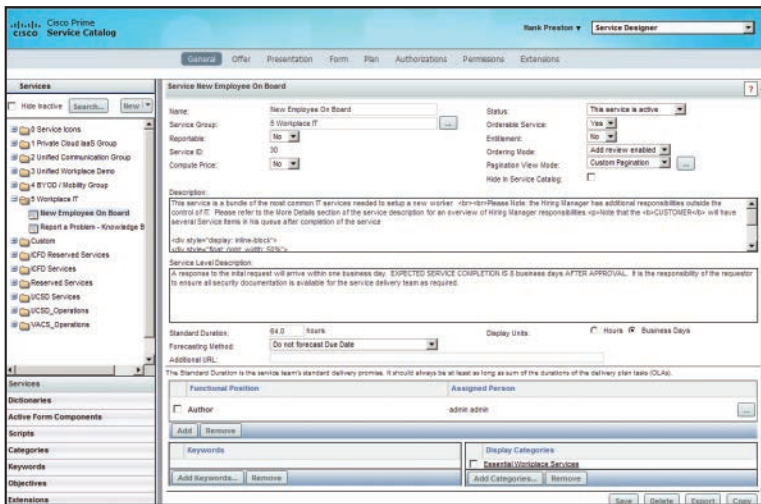 Cisco Prime
CISCO Service Catalog
Hank Preston
Service Designer
General Offer Presentation Form Plan Authorizations Permissions Extensions
Services
Hide Inactive Search... New
0 Service Icons
1 Private Cloud IaaS Group
2 Unified Communication Group
3 Unified Workplace Demo
4 BYOD / Mobility Group
5 Workplace IT
New Employee On Board
Report a Problem - Knowledge B
Custom
ICFD Reserved Services
ICFD Services
Reserved Services
UCSD Services
UCSD_Operations
VACS_Operations
Services
Dictionaries
Active Form Components
Scripts
Categories
Keywords
Objectives
Extensions
Service New Employee On Board
?
Name: New Employee On Board
Status: This service is active
Service Group: 5 Workplace IT ...
Orderable Service: Yes
Reportable: No
Entitlement: No
Service ID: 30
Ordering Mode: Add review enabled
Compute Price: No
Pagination View Mode: Custom Pagination ...
Hide In Service Catalog:
Description:
This service is a bundle of the most common IT services needed to setup a new worker. <br><br>Please Note: the Hiring Manager has additional responsibilities outside the
control of IT. Please refer to the More Details section of the service description for an overview of Hiring Manager responsibilities.<p>Note that the <b>CUSTOMER</b> will have
several Service Items in his queue after completion of the service
<div style="display: inline-block">
<div style="float: right; width: 50%">
Service Level Description:
A response to the inital request will arrive within one business day. EXPECTED SERVICE COMPLETION IS 8 business days AFTER APPROVAL. It is the responsibility of the requestor
to ensure all security documentation is available for the service delivery team as required.
Standard Duration: 64.0 hours
Display Units: Hours Business Days
Forecasting Method: Do not forecast Due Date
Additional URL:
The Standard Duration is the service team's standard delivery promise. It should always be at least as long as sum of the durations of the delivery plan tasks (OLAs).
Functional Position Assigned Person
Author admin admin ...
Add Remove
Keywords
Add Keywords... Remove
Display Categories
Essential Workplace Services
Add Categories... Remove
Save Delete Export Copy